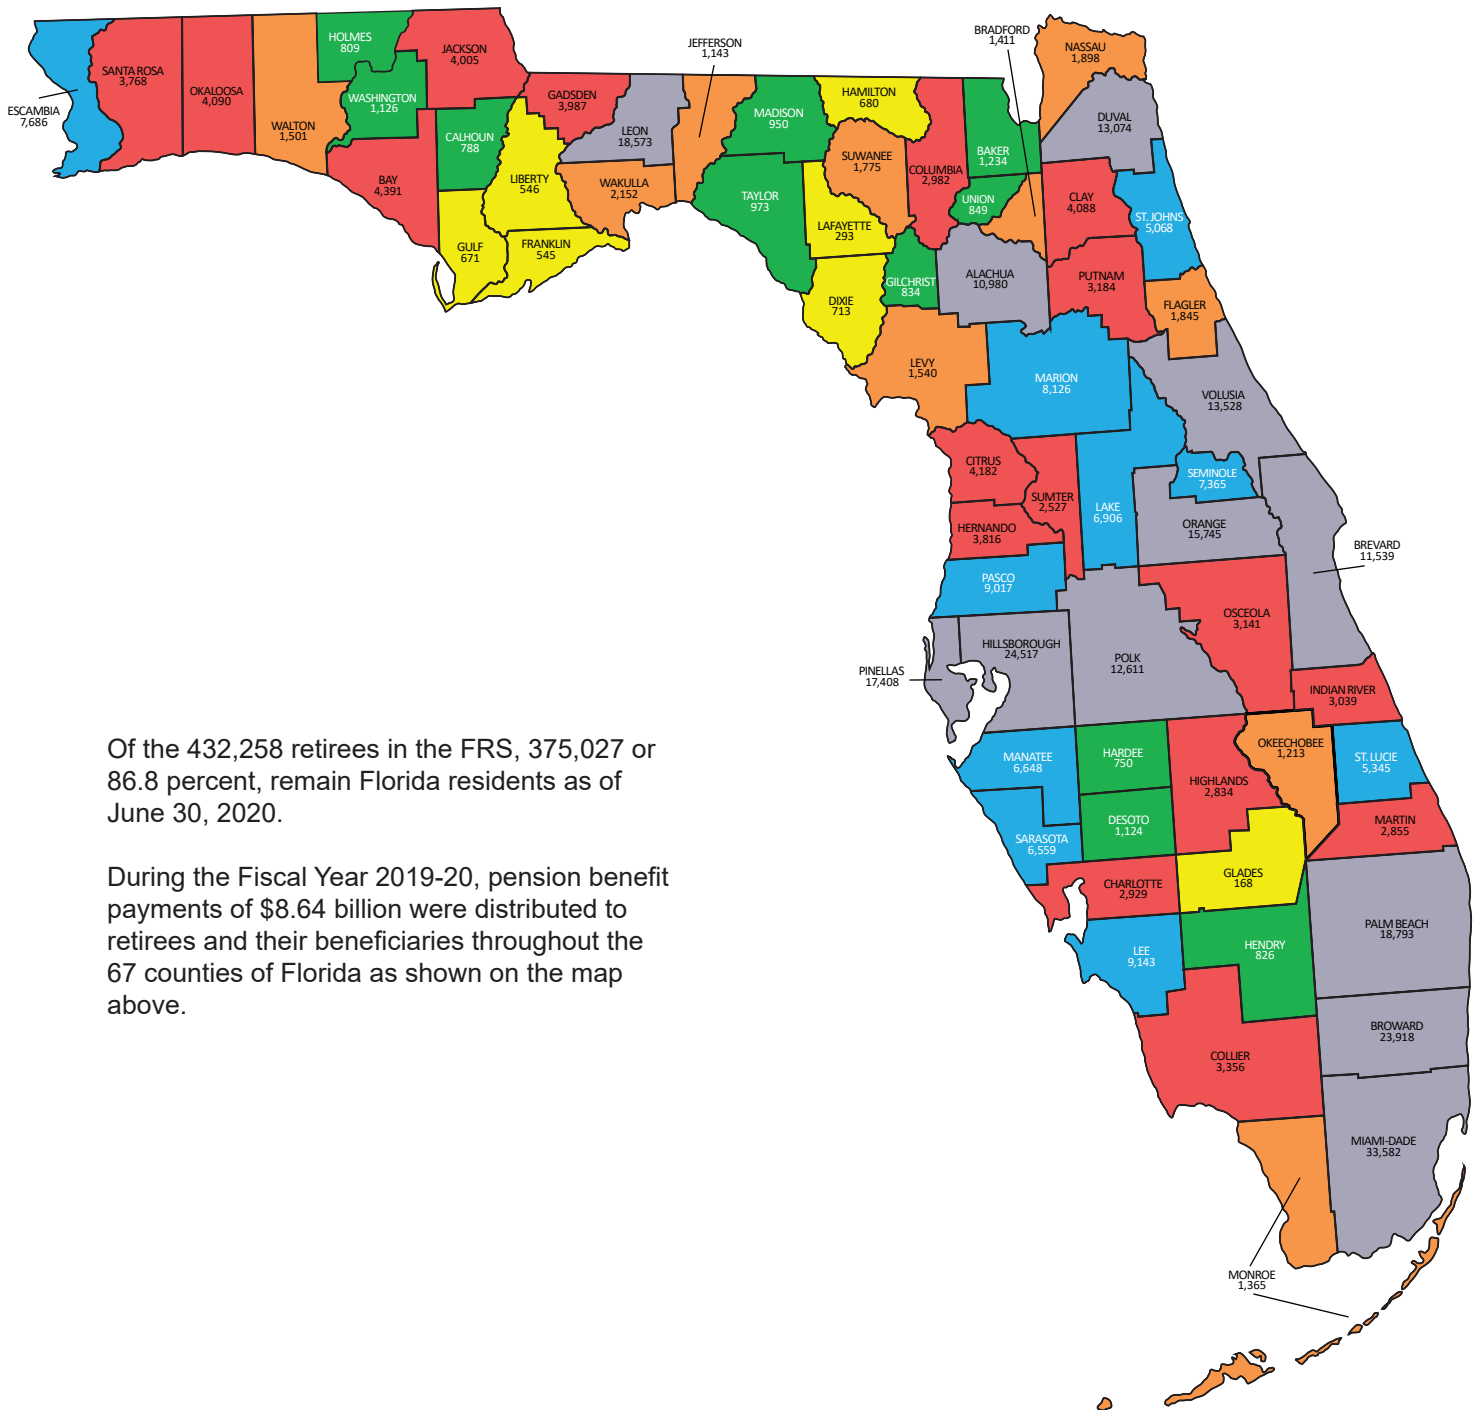 HOLMES
809
JACKSON
4,005
JEFFERSON
1,143
BRADFORD
1,411
NASSAU
1,898
SANTA ROSA
3,768
OKALOOSA
4,090
ESCAMBIA
7,686
WALTON
1,501
WASHINGTON
1,126
GADSDEN
3,987
LEON
18,573
MADISON
950
HAMILTON
680
DUVAL
13,074
CALHOUN
788
BAY
4,391
LIBERTY
546
WAKULLA
2,152
SUWANEE
1,775
COLUMBIA
2,982
BAKER
1,234
UNION
849
CLAY
4,088
ST. JOHNS
5,068
TAYLOR
973
LAFAYETTE
293
GULF
671
FRANKLIN
545
GILCHRIST
834
ALACHUA
10,980
PUTNAM
3,184
DIXIE
713
FLAGLER
1,845
LEVY
1,540
MARION
8,126
VOLUSIA
13,528
CITRUS
4,182
SUMTER
2,527
LAKE
6,906
SEMINOLE
7,365
HERNANDO
3,816
ORANGE
15,745
BREVARD
11,539
PASCO
9,017
OSCEOLA
3,141
PINELLAS
17,408
HILLSBOROUGH
24,517
POLK
12,611
INDIAN RIVER
3,039
MANATEE
6,648
HARDEE
750
HIGHLANDS
2,834
OKEECHOBEE
1,213
ST. LUCIE
5,345
SARASOTA
6,559
DESOTO
1,124
MARTIN
2,855
CHARLOTTE
2,929
GLADES
168
PALM BEACH
18,793
LEE
9,143
HENDRY
826
BROWARD
23,918
COLLIER
3,356
MIAMI-DADE
33,582
MONROE
1,365
Of the 432,258 retirees in the FRS, 375,027 or
86.8 percent, remain Florida residents as of
June 30, 2020.
During the Fiscal Year 2019-20, pension benefit
payments of $8.64 billion were distributed to
retirees and their beneficiaries throughout the
67 counties of Florida as shown on the map
above.